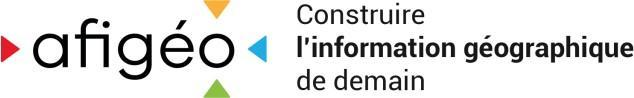 afigéo
Construire
l'information géographique
de demain